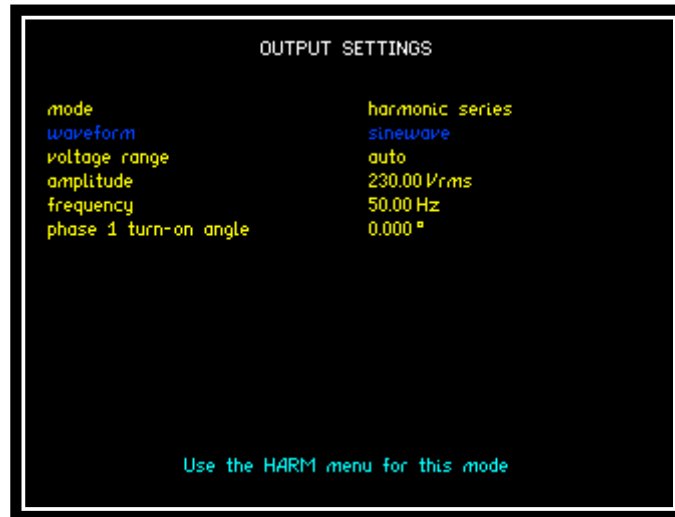 OUTPUT SETTINGS
mode harmonic series
waveform sinewave
voltage range auto
amplitude 230.00 Vrms
frequency 50.00 Hz
phase 1 turn-on angle 0.000 °
Use the HARM menu for this mode